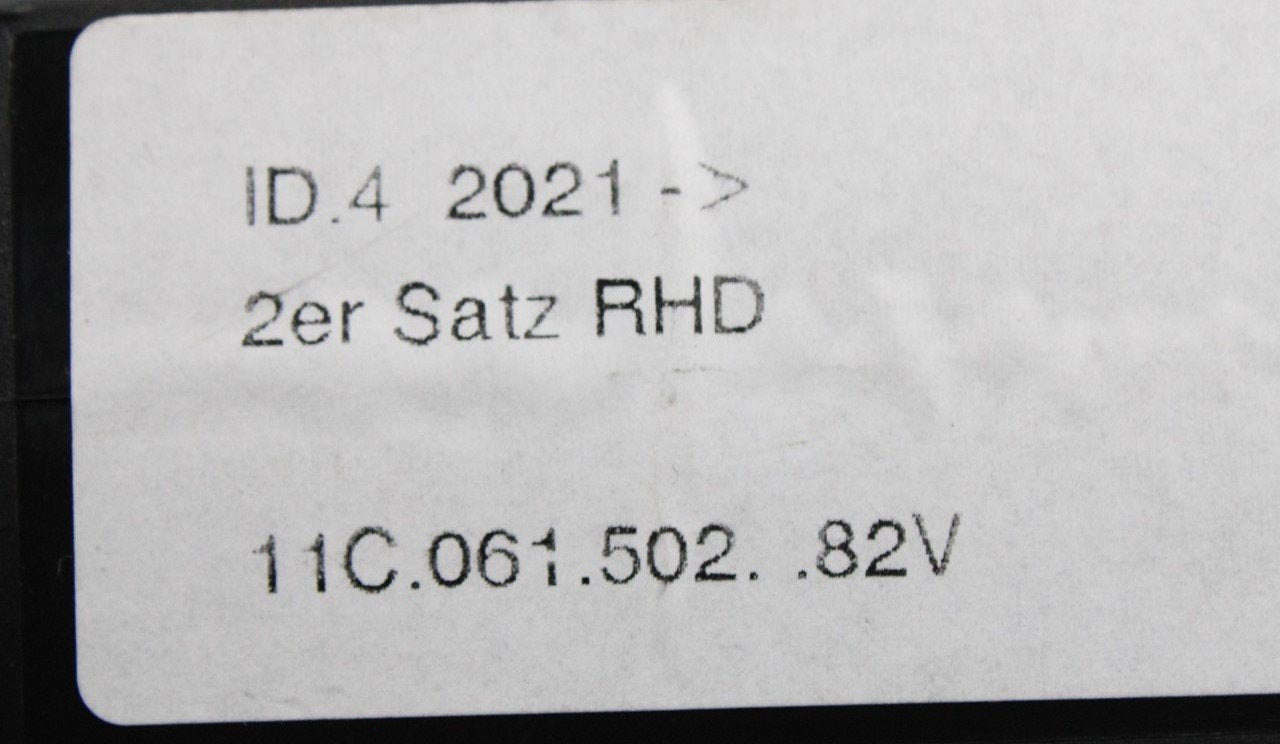 ID.4 2021 ->
2er Satz RHD
11C.061.502. .82V